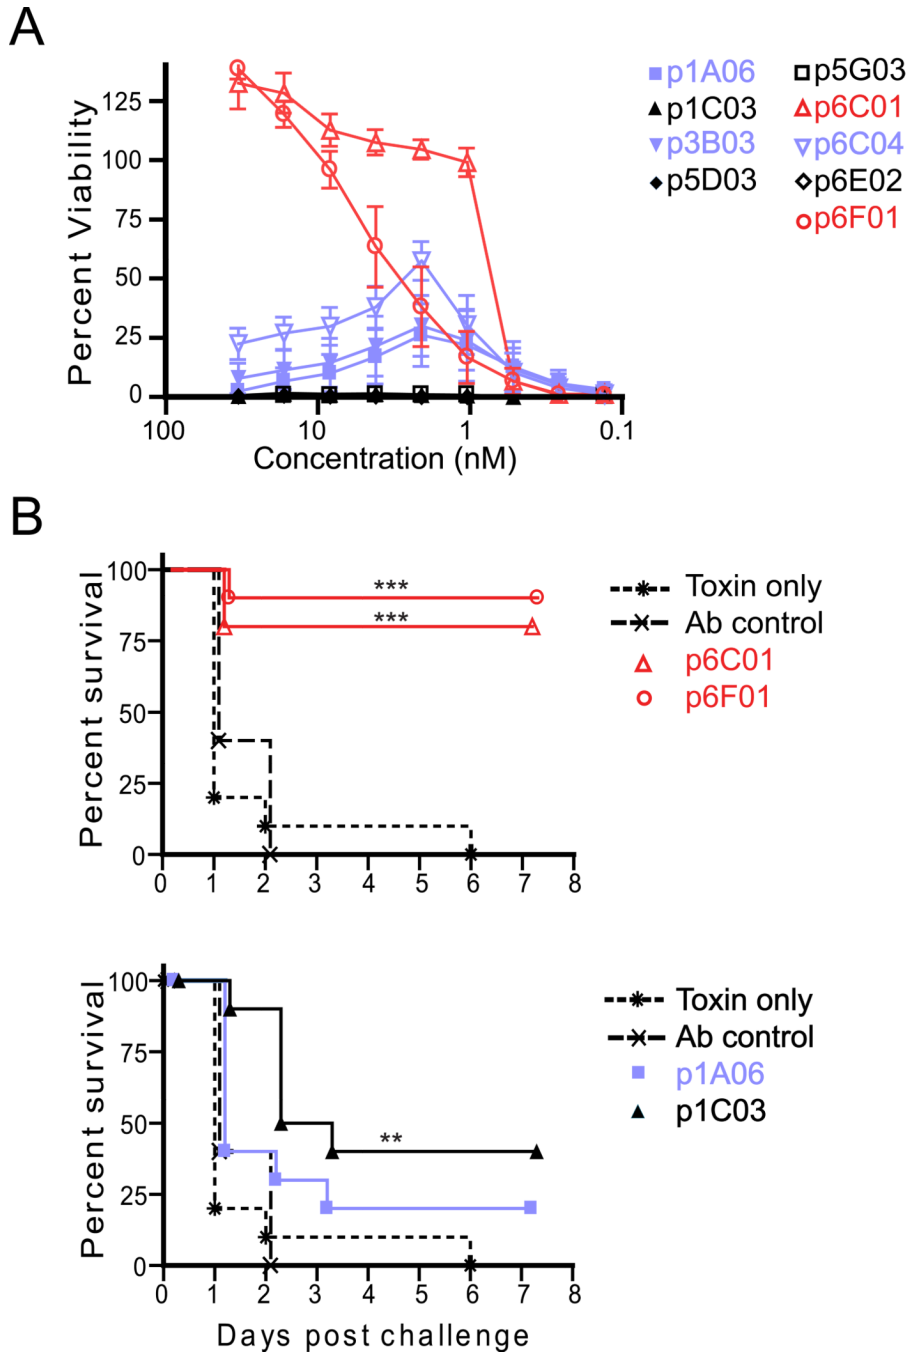 A
Percent Viability
125
100
75
50
25
0
100 10 1 0.1
Concentration (nM)
p1A06 p5G03
p1C03 p6C01
p3B03 p6C04
p5D03 p6E02
p6F01
B
Percent survival
100
75
50
25
0
0 1 2 3 4 5 6 7 8
***
***
Toxin only
Ab control
p6C01
p6F01
Percent survival
100
75
50
25
0
0 1 2 3 4 5 6 7 8
**
Days post challenge
Toxin only
Ab control
p1A06
p1C03